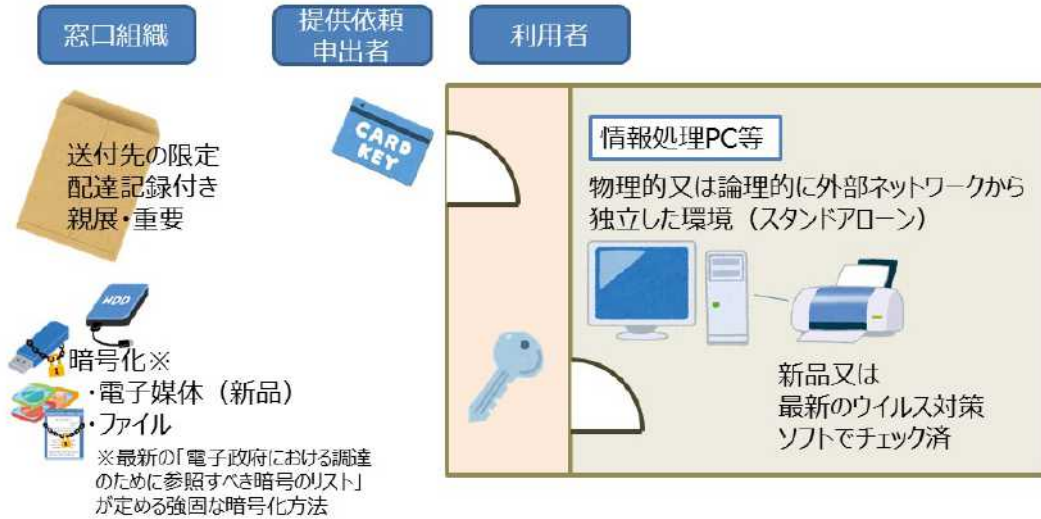 窓口組織
提供依頼
申出者
利用者
送付先の限定
配達記録付き
親展・重要
CARD
KEY
情報処理PC等
物理的又は論理的に外部ネットワークから
独立した環境（スタンドアローン）
HDD
暗号化※
・電子媒体（新品）
・ファイル
※最新の「電子政府における調達
のために参照すべき暗号のリスト」
が定める強固な暗号化方法
新品又は
最新のウイルス対策
ソフトでチェック済